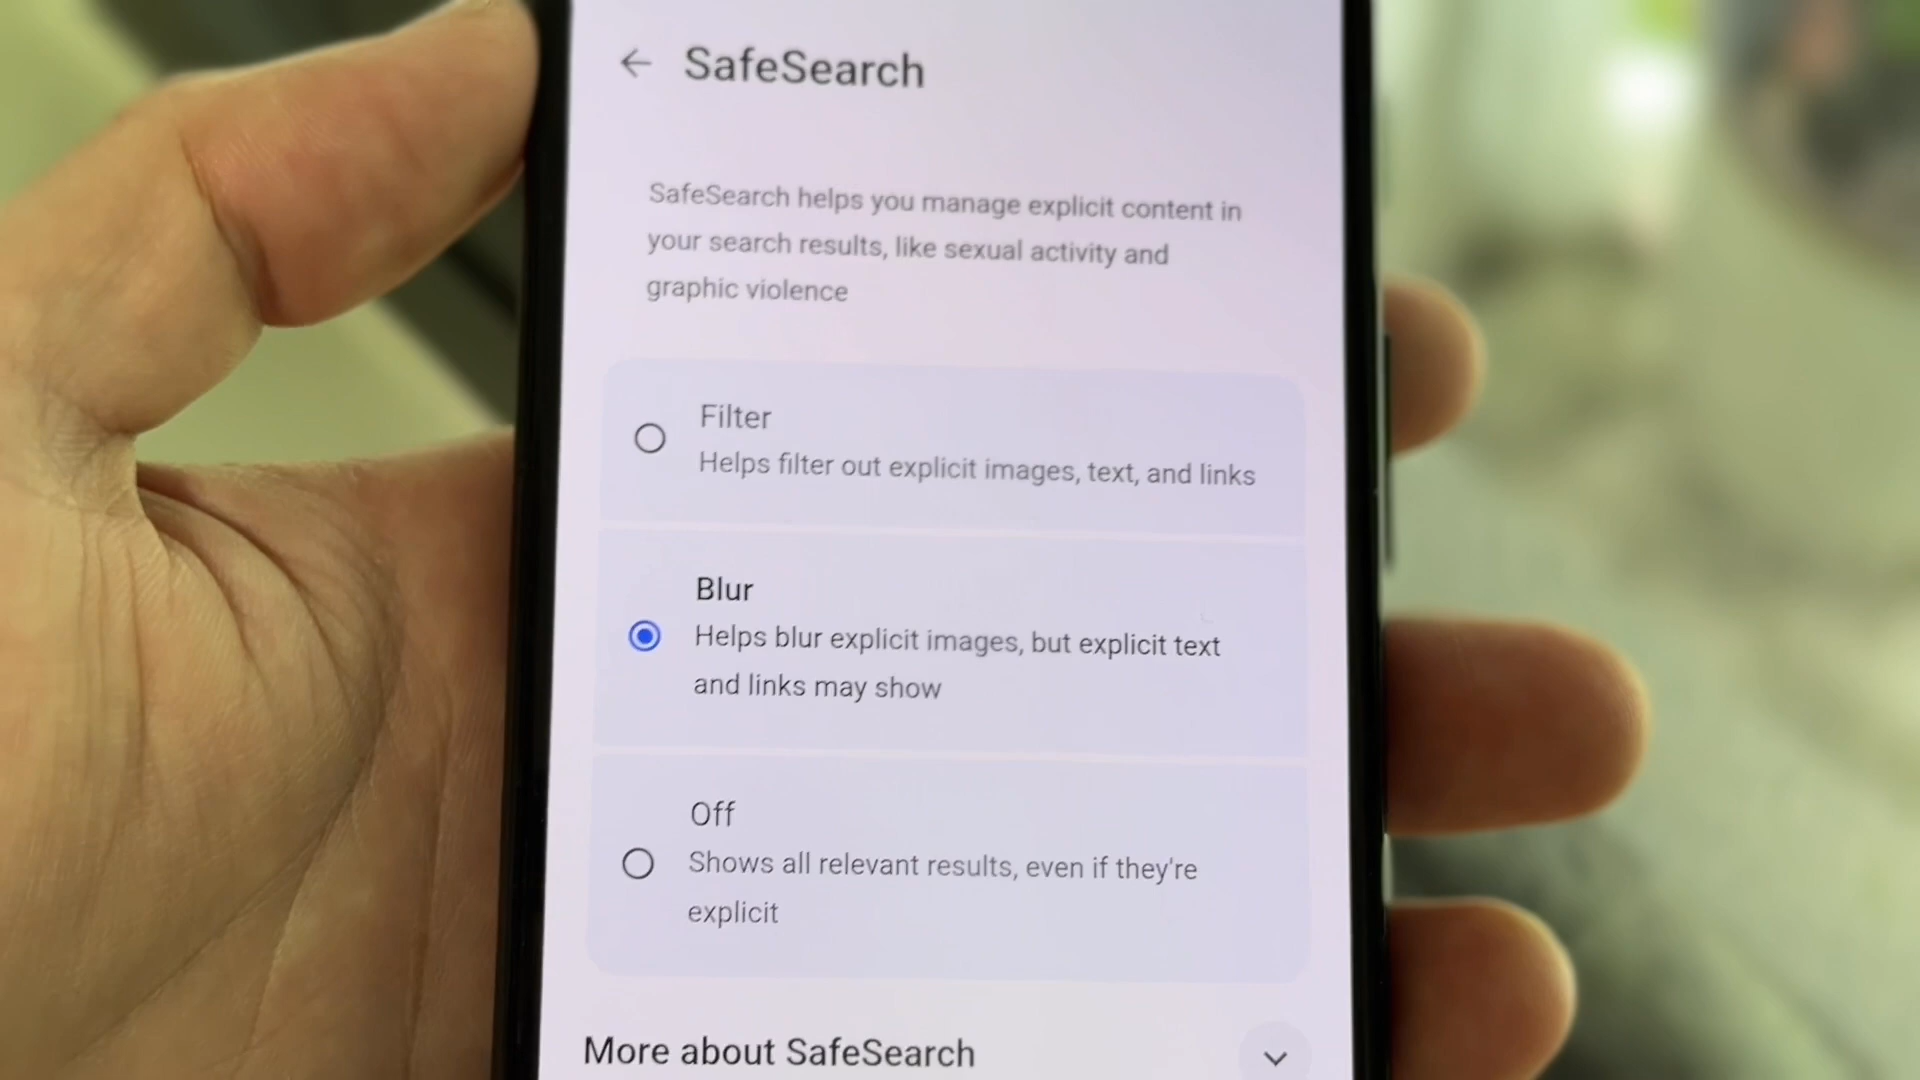 SafeSearch
SafeSearch helps you manage explicit content in
your search results, like sexual activity and
graphic violence
Filter
Helps filter out explicit images, text, and links
Blur
Helps blur explicit images, but explicit text
and links may show
Off
Shows all relevant results, even if they're
explicit
More about SafeSearch